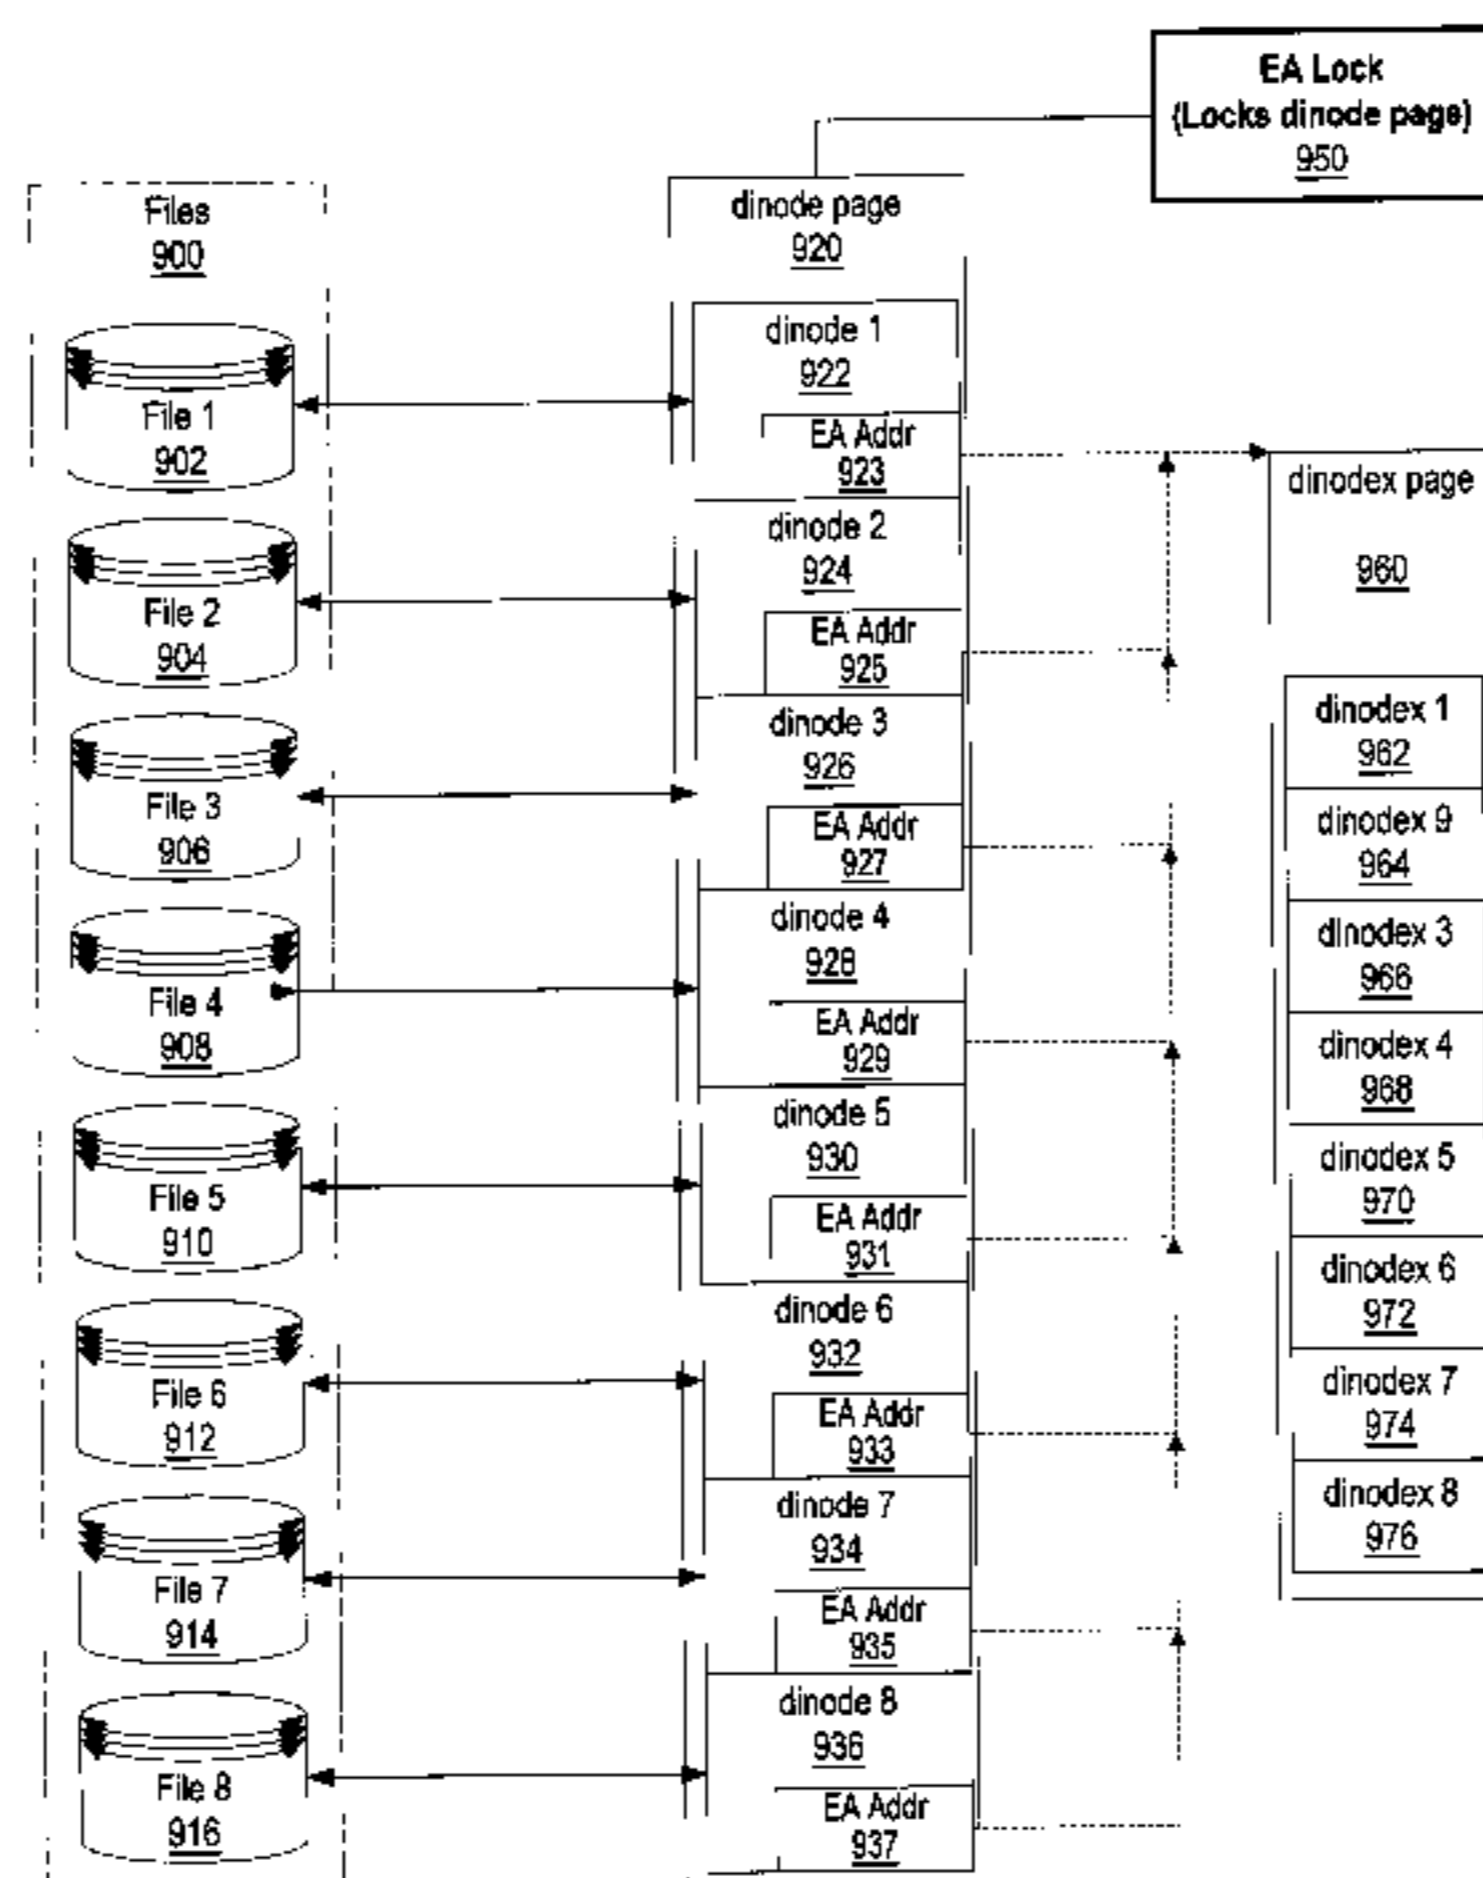 EA Lock
(Locks dinode page)
950
Files
900
File 1
902
File 2
904
File 3
906
File 4
908
File 5
910
File 6
912
File 7
914
File 8
916
dinode page
920
dinode 1
922
EA Addr
923
dinode 2
924
EA Addr
925
dinode 3
926
EA Addr
927
dinode 4
928
EA Addr
929
dinode 5
930
EA Addr
931
dinode 6
932
EA Addr
933
dinode 7
934
EA Addr
935
dinode 8
936
EA Addr
937
dinodex page
960
dinodex 1
962
dinodex 9
964
dinodex 3
966
dinodex 4
968
dinodex 5
970
dinodex 6
972
dinodex 7
974
dinodex 8
976